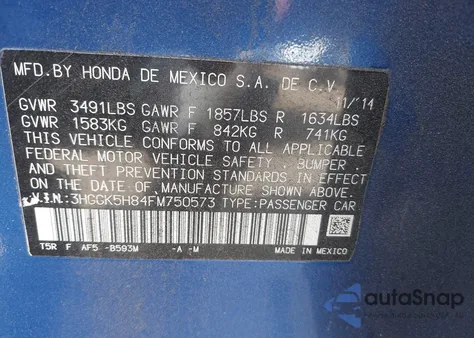 MFD.BY HONDA DE MEXICO S.A. DE C.V.
11/'14
GVWR 3491LBS GAWR F 1857LBS R 1634LBS
GVWR 1583KG GAWR F 842KG R 741KG
THIS VEHICLE CONFORMS TO ALL APPLICABLE
FEDERAL MOTOR VEHICLE SAFETY, BUMPER,
AND THEFT PREVENTION STANDARDS IN EFFECT
ON THE DATE OF MANUFACTURE SHOWN ABOVE.
V.I.N.:3HGGK5H84FM750573 TYPE:PASSENGER CAR
T5R F AF5 -B593M -A -M MADE IN MEXICO
autoSnap